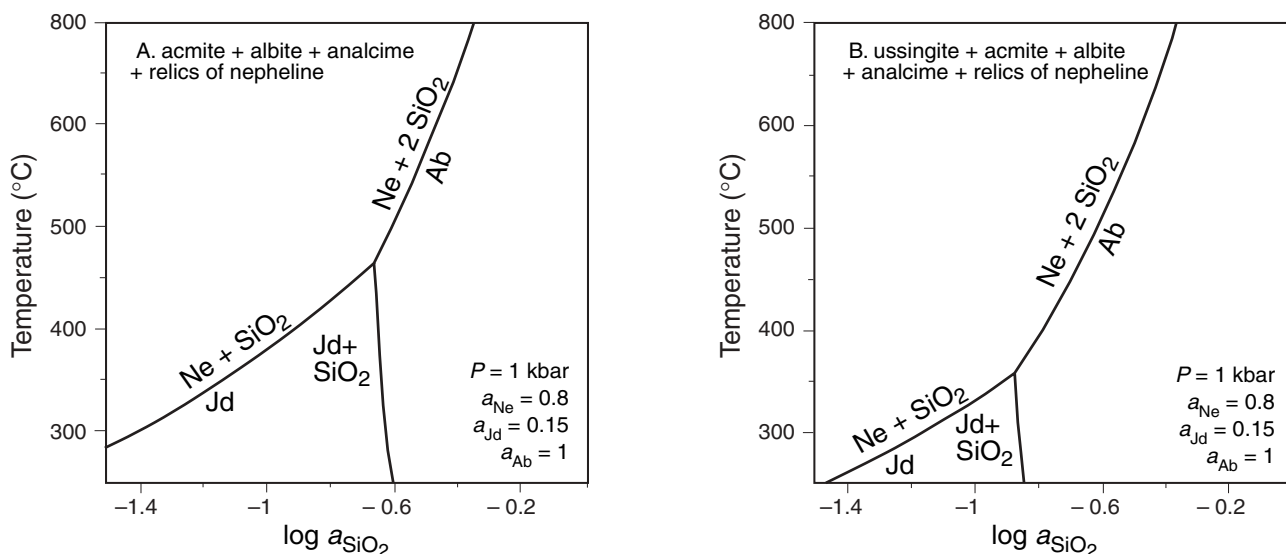 A. acmite + albite + analcime
+ relics of nepheline
800
600
500
400
300
Temperature (°C)
Ne + 2 SiO2
Ab
Ne + SiO2
Jd
Jd+
SiO2
P = 1 kbar
aNe = 0.8
aJd = 0.15
aAb = 1
−1.4
−1
−0.6
−0.2
log aSiO2
B. ussingite + acmite + albite
+ analcime + relics of nepheline
800
600
500
400
300
Temperature (°C)
Ne + 2 SiO2
Ab
Ne + SiO2
Jd
Jd+
SiO2
P = 1 kbar
aNe = 0.8
aJd = 0.15
aAb = 1
−1.4
−1
−0.6
−0.2
log aSiO2